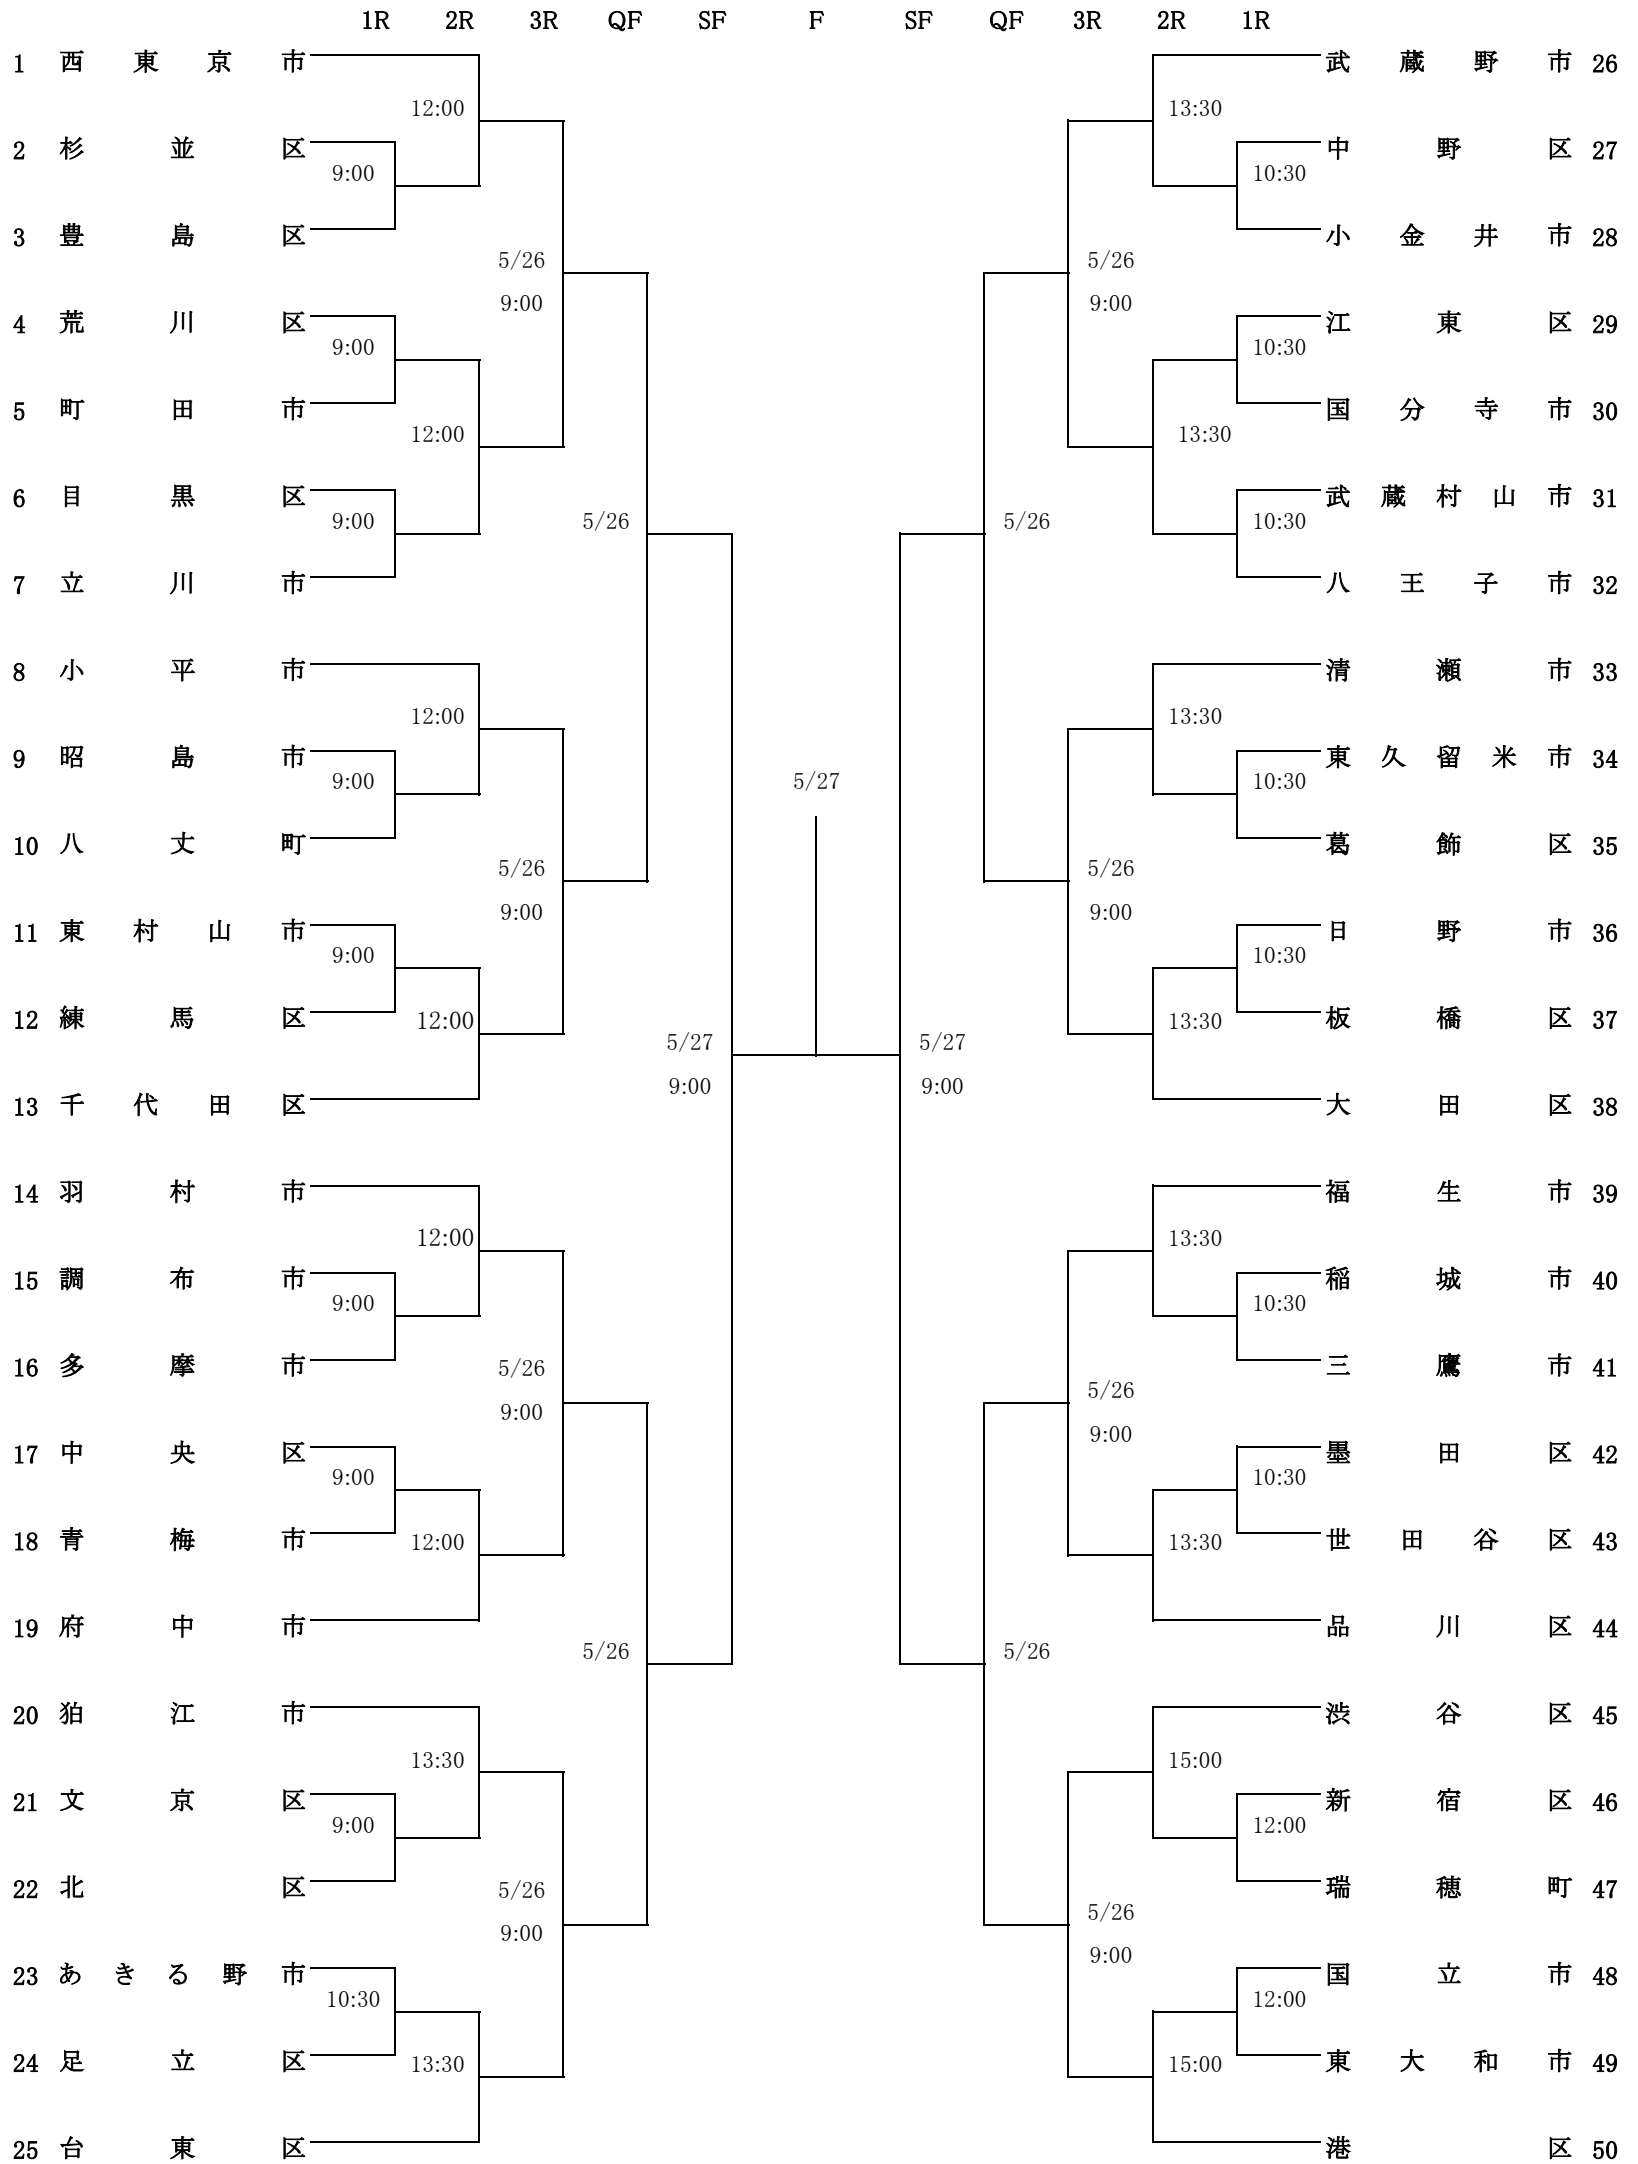 1R 2R 3R QF SF F SF QF 3R 2R 1R
1 西東京市 武蔵野市 26
12:00 13:30
2 杉並区 中野区 27
9:00 10:30
3 豊島区 小金井市 28
5/26 5/26
9:00 9:00
4 荒川区 江東区 29
9:00 10:30
5 町田市 国分寺市 30
12:00 13:30
6 目黒区 武蔵村山市 31
9:00 5/26 5/26 10:30
7 立川市 八王子市 32
8 小平市 清瀬市 33
12:00 13:30
9 昭島市 東久留米市 34
9:00 5/27 10:30
10 八丈町 葛飾区 35
5/26 5/26
9:00 9:00
11 東村山市 日野市 36
9:00 10:30
12 練馬区 板橋区 37
12:00 13:30
5/27 5/27
9:00 9:00
13 千代田区 大田区 38
14 羽村市 福生市 39
12:00 13:30
15 調布市 稲城市 40
9:00 10:30
16 多摩市 三鷹市 41
5/26 5/26
9:00 9:00
17 中央区 墨田区 42
9:00 10:30
18 青梅市 世田谷区 43
12:00 13:30
19 府中市 品川区 44
5/26 5/26
20 狛江市 渋谷区 45
13:30 15:00
21 文京区 新宿区 46
9:00 12:00
22 北区 瑞穂町 47
5/26 5/26
9:00 9:00
23 あきる野市 国立市 48
10:30 12:00
24 足立区 東大和市 49
13:30 15:00
25 台東区 港区 50